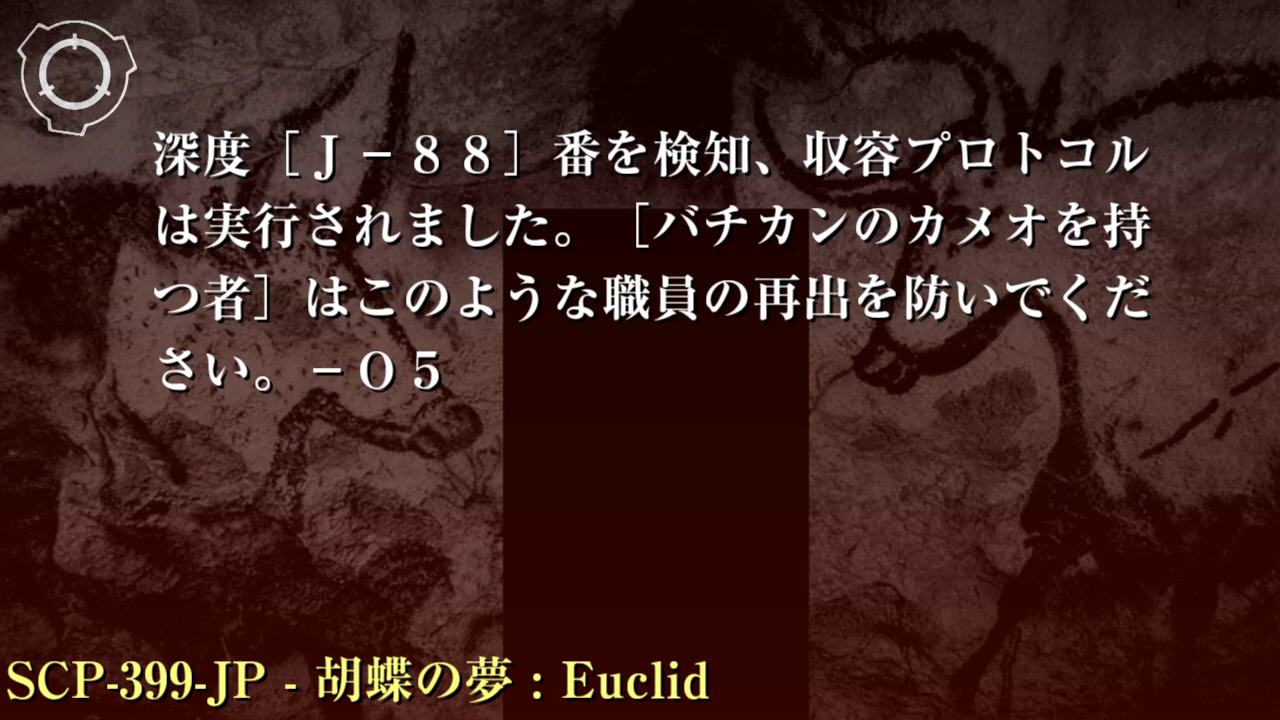 深度［Ｊ－８８］番を検知、収容プロトコル
は実行されました。［バチカンのカメオを持
つ者］はこのような職員の再出を防いでくだ
さい。－Ｏ５
SCP-399-JP - 胡蝶の夢 : Euclid